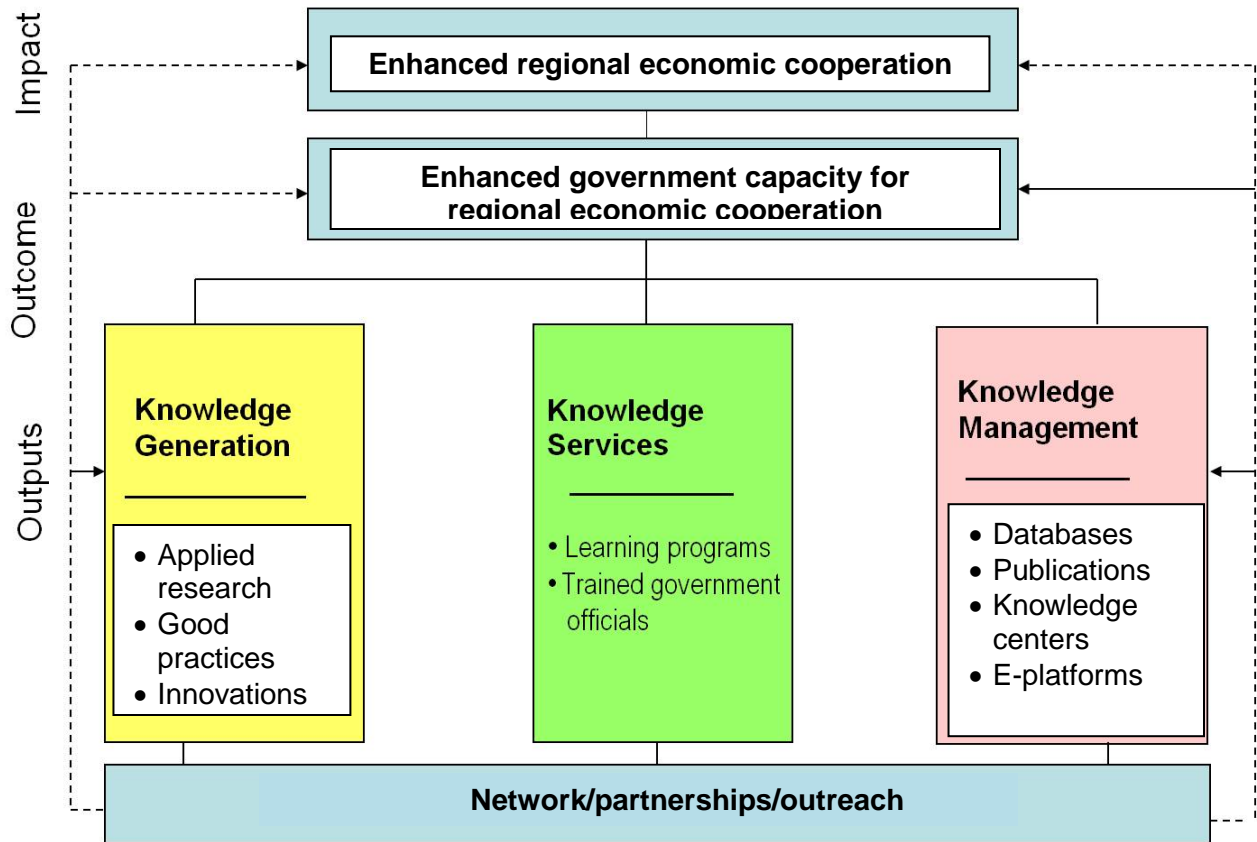 Impact
Enhanced regional economic cooperation
Outcome
Enhanced government capacity for
regional economic cooperation
Outputs
Knowledge
Generation
• Applied
research
• Good
practices
• Innovations
Knowledge
Services
• Learning programs
• Trained government
officials
Knowledge
Management
• Databases
• Publications
• Knowledge
centers
• E-platforms
Network/partnerships/outreach